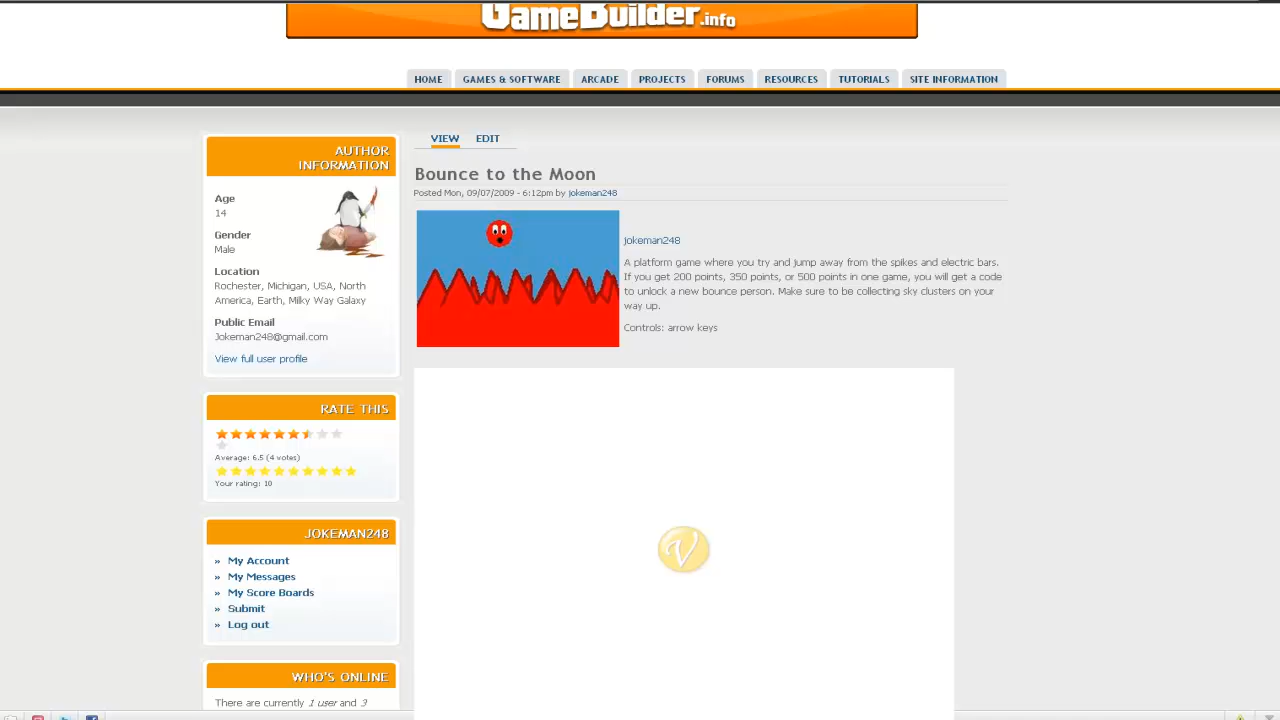 GameBuilder.info
HOME
GAMES & SOFTWARE
ARCADE
PROJECTS
FORUMS
RESOURCES
TUTORIALS
SITE INFORMATION
AUTHOR
INFORMATION
Age
14
Gender
Male
Location
Rochester, Michigan, USA, North
America, Earth, Milky Way Galaxy
Public Email
Jokeman248@gmail.com
View full user profile
RATE THIS
Average: 6.5 (4 votes)
Your rating: 10
JOKEMAN248
» My Account
» My Messages
» My Score Boards
» Submit
» Log out
WHO'S ONLINE
There are currently 1 user and 3
VIEW
EDIT
Bounce to the Moon
Posted Mon, 09/07/2009 - 6:12pm by jokeman248
jokeman248
A platform game where you try and jump away from the spikes and electric bars.
If you get 200 points, 350 points, or 500 points in one game, you will get a code
to unlock a new bounce person. Make sure to be collecting sky clusters on your
way up.
Controls: arrow keys
V